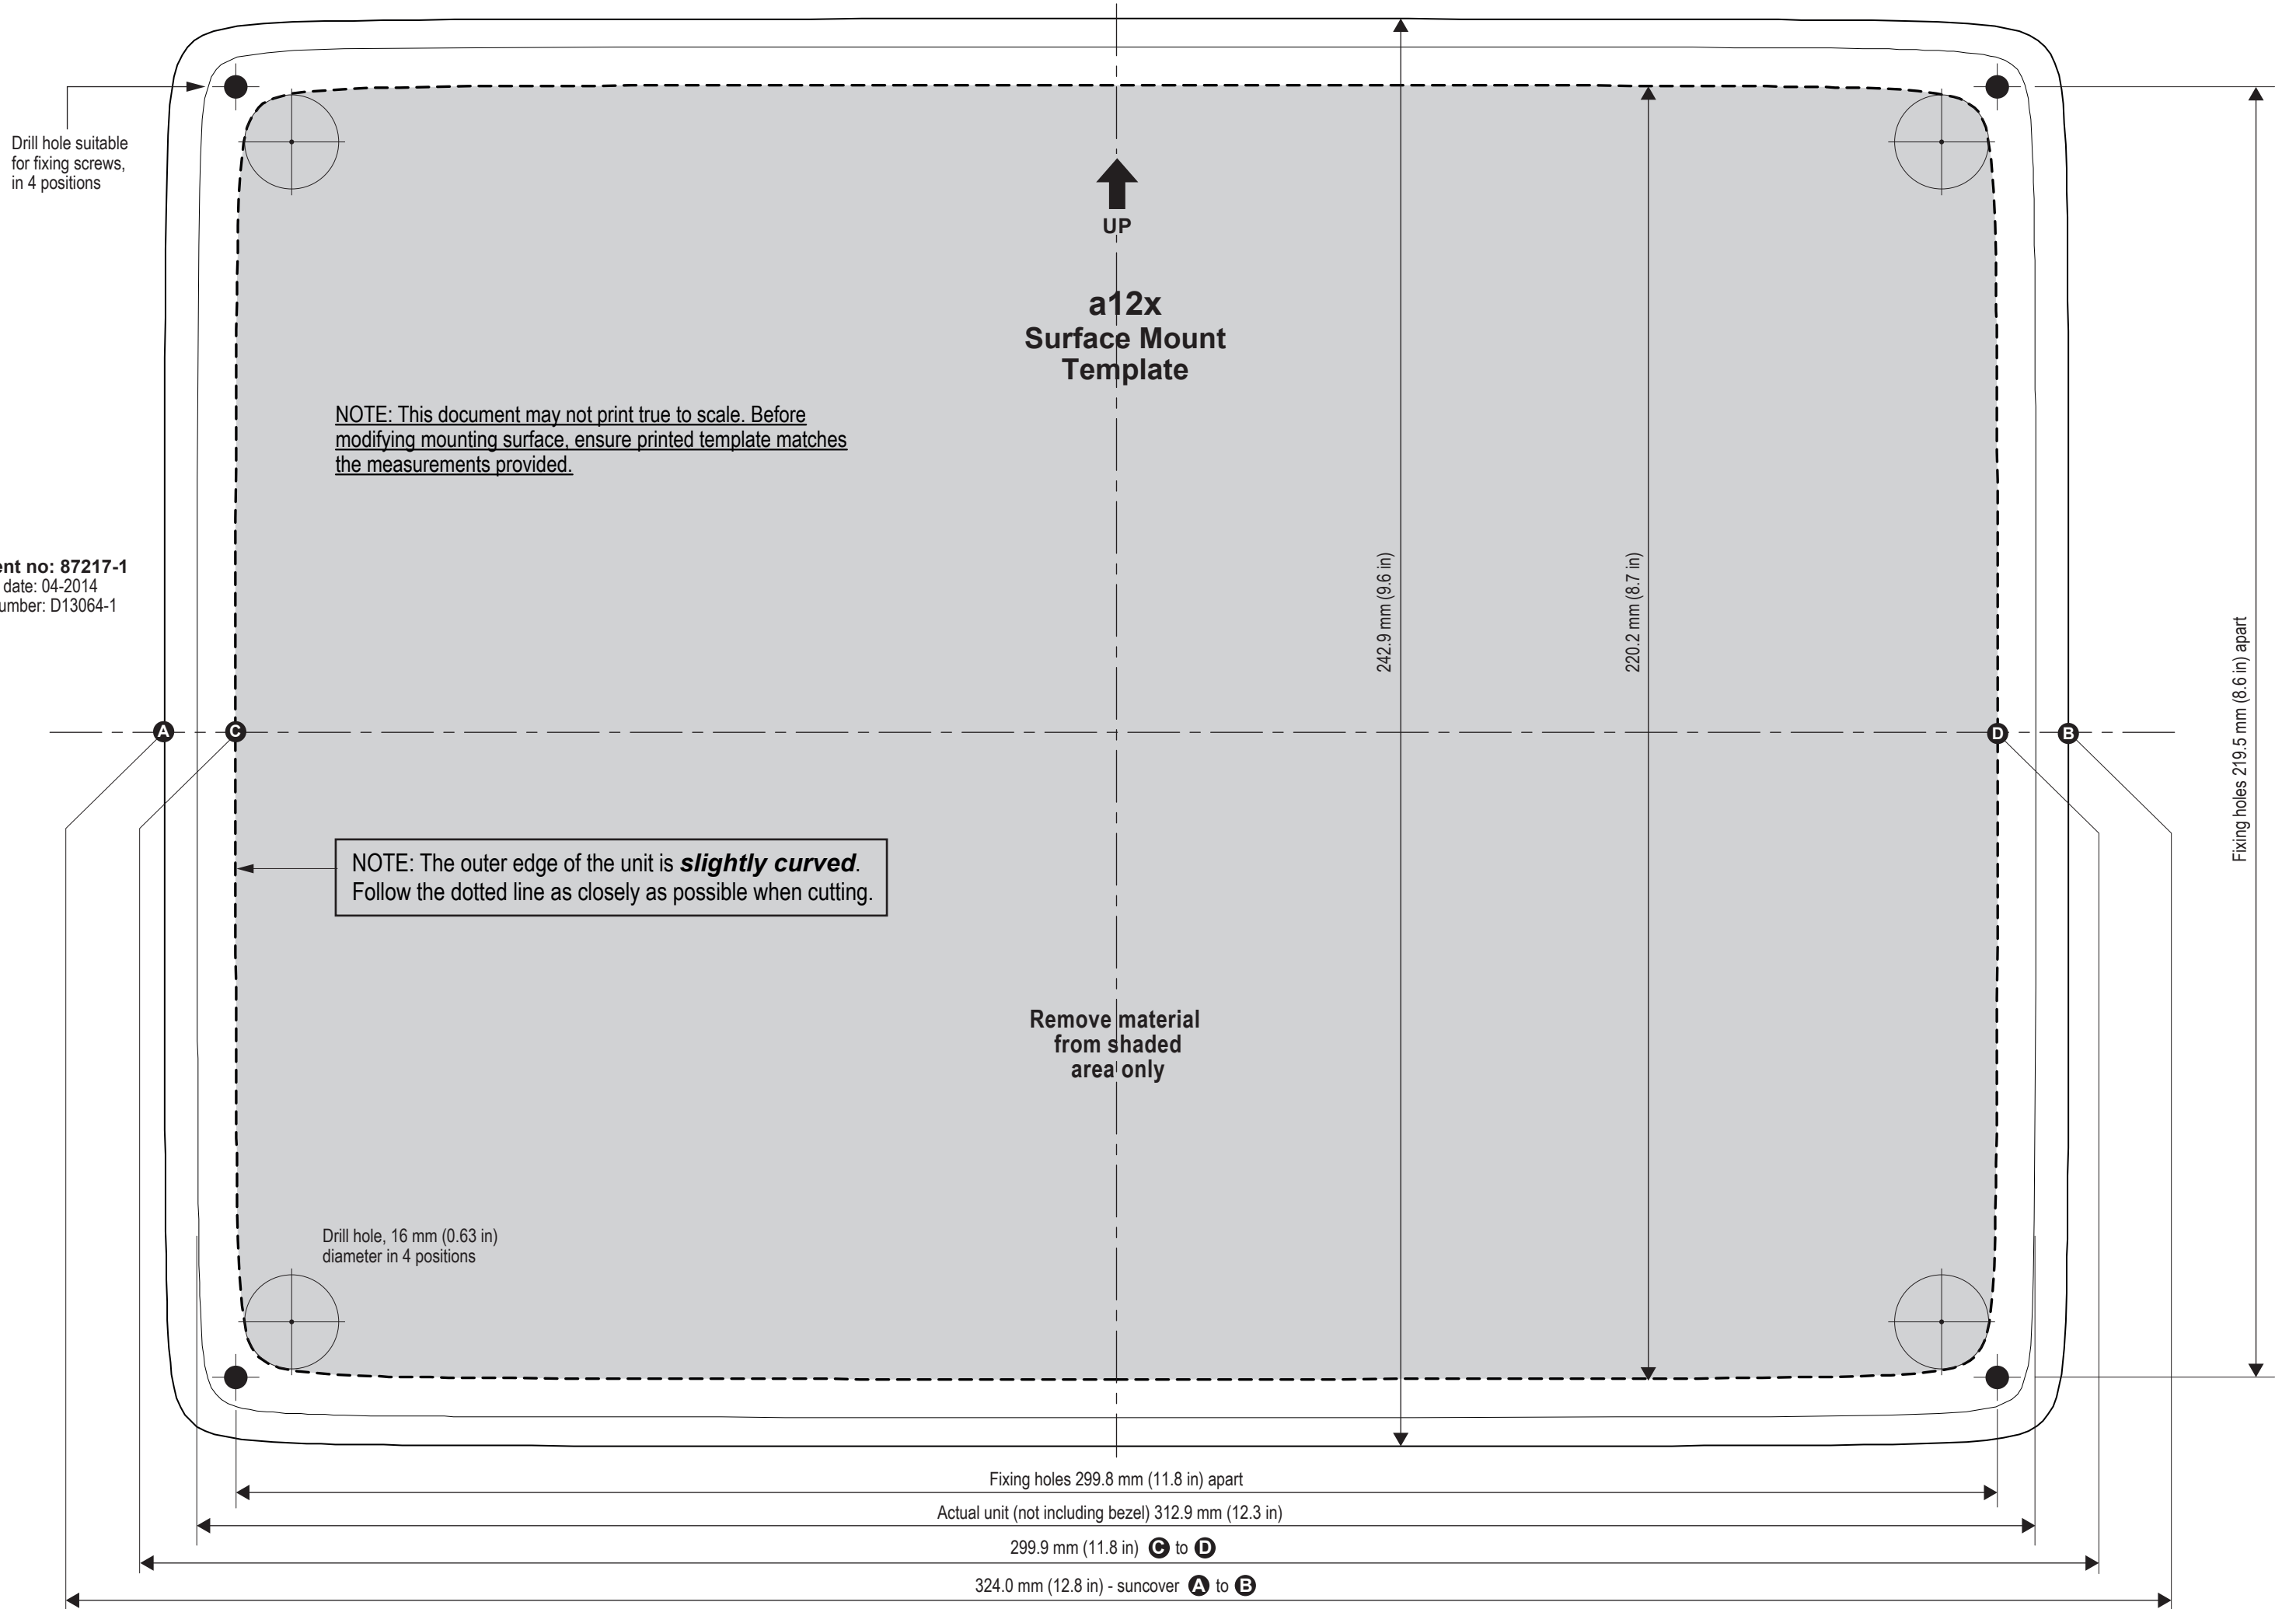 Drill hole suitable
for fixing screws,
in 4 positions
UP
a12x
Surface Mount
Template
NOTE: This document may not print true to scale. Before
modifying mounting surface, ensure printed template matches
the measurements provided.
no: 87217-1
date: 04-2014
D13064-1
242.9 mm (9.6 in)
220.2 mm (8.7 in)
Fixing holes 219.5 mm (8.6 in) apart
A
C
D
B
NOTE: The outer edge of the unit is slightly curved.
Follow the dotted line as closely as possible when cutting.
Remove material
from shaded
area only
Drill hole, 16 mm (0.63 in)
diameter in 4 positions
Fixing holes 299.8 mm (11.8 in) apart
Actual unit (not including bezel) 312.9 mm (12.3 in)
299.9 mm (11.8 in) C to D
324.0 mm (12.8 in) - suncover A to B